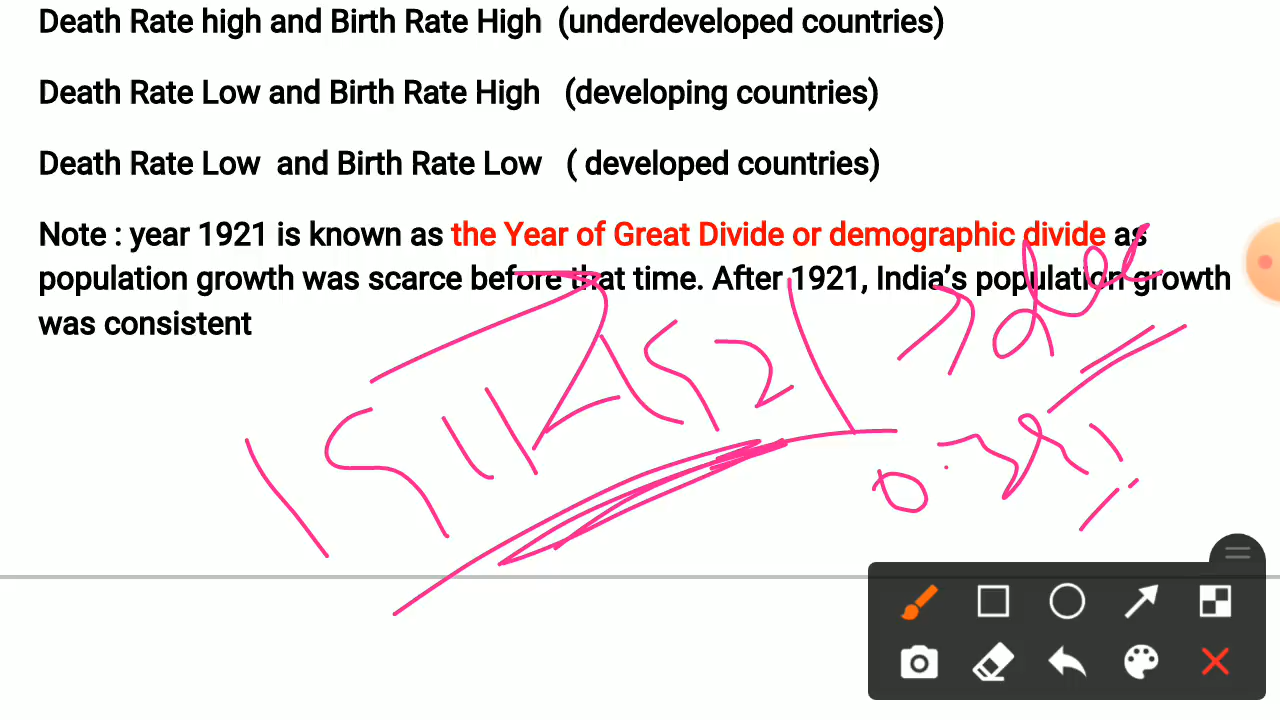 Death Rate high and Birth Rate High (underdeveloped countries)
Death Rate Low and Birth Rate High (developing countries)
Death Rate Low and Birth Rate Low ( developed countries)
Note : year 1921 is known as the Year of Great Divide or demographic divide as
population growth was scarce before that time. After 1921, India's population growth
was consistent
1911 1921